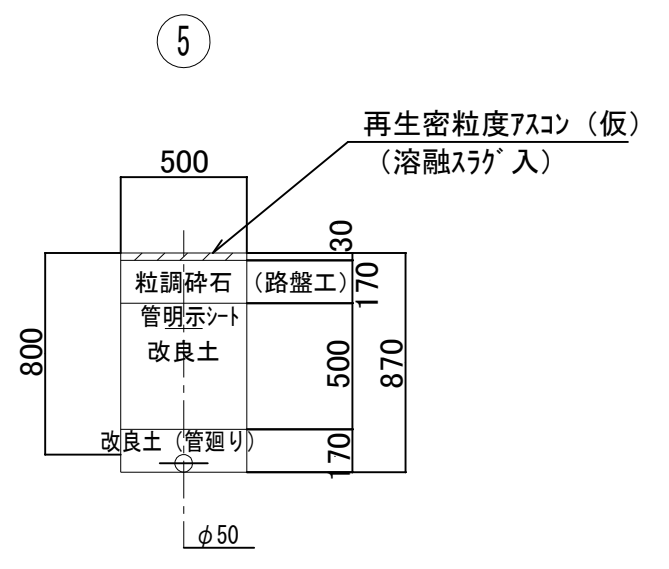 5
再生密粒度ｱｽｺﾝ（仮）
（溶融ｽﾗｸﾞ入）
500
30
粒調砕石（路盤工）
170
管明示ｼｰﾄ
改良土
800
500
870
改良土（管廻り）
170
φ50